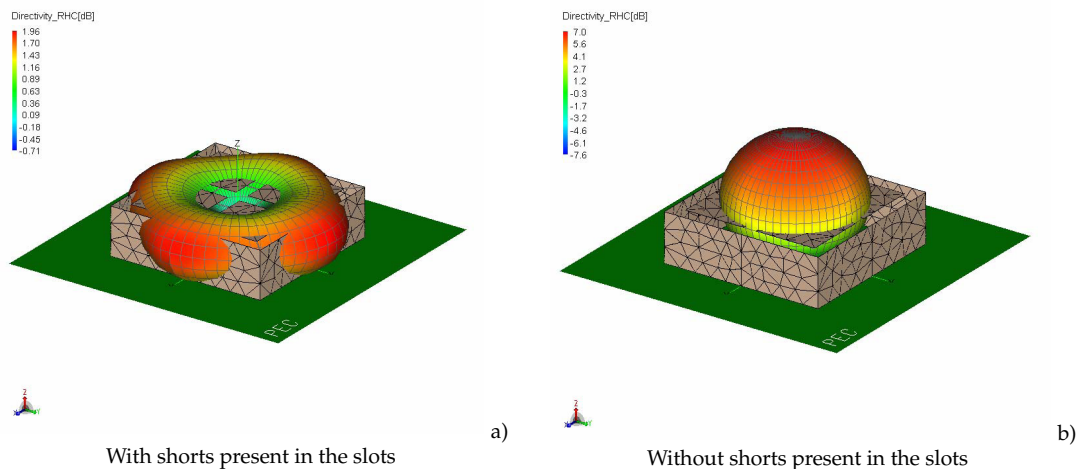 Directivity_RHC[dB]
1.96
1.70
1.43
1.16
0.89
0.63
0.36
0.09
-0.18
-0.45
-0.71
Z
PEC
Z
X
Y
a)
With shorts present in the slots
Directivity_RHC[dB]
7.0
5.6
4.1
2.7
1.2
-0.3
-1.7
-3.2
-4.6
-6.1
-7.6
PEC
Z
X
Y
b)
Without shorts present in the slots